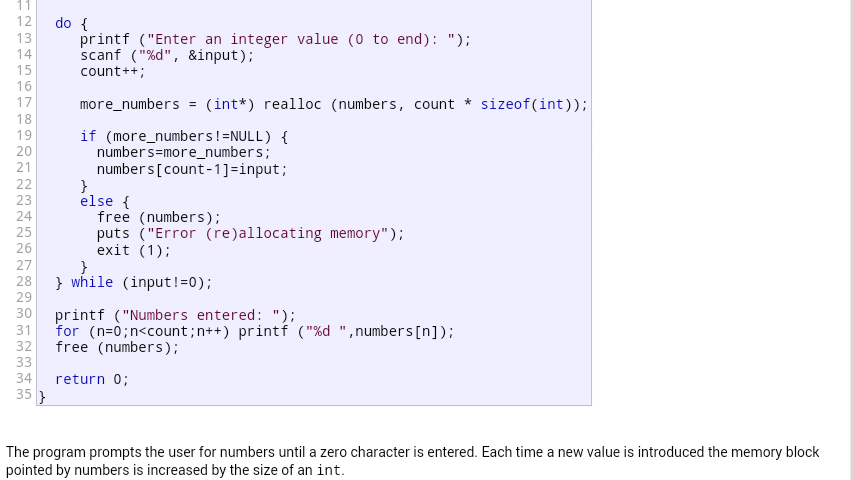 11
12 do {
13 printf ("Enter an integer value (0 to end): ");
14 scanf ("%d", &input);
15 count++;
16
17 more_numbers = (int*) realloc (numbers, count * sizeof(int));
18
19 if (more_numbers!=NULL) {
20 numbers=more_numbers;
21 numbers[count-1]=input;
22 }
23 else {
24 free (numbers);
25 puts ("Error (re)allocating memory");
26 exit (1);
27 }
28 } while (input!=0);
29
30 printf ("Numbers entered: ");
31 for (n=0;n<count;n++) printf ("%d ",numbers[n]);
32 free (numbers);
33
34 return 0;
35 }
The program prompts the user for numbers until a zero character is entered. Each time a new value is introduced the memory block
pointed by numbers is increased by the size of an int.